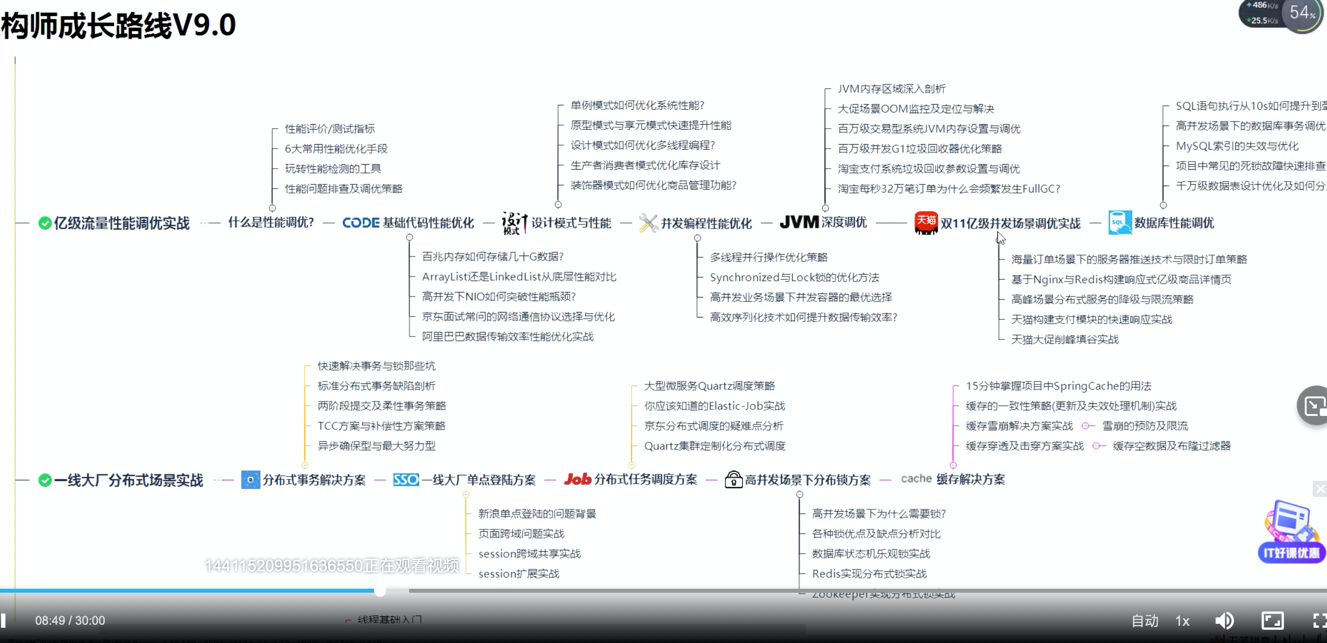 构师成长路线V9.0
486K/s
25.5K/s
54%
性能评价/测试指标
6大常用性能优化手段
玩转性能检测的工具
性能问题排查及调优策略
单例模式如何优化系统性能?
原型模式与享元模式快速提升性能
设计模式如何优化多线程编程?
生产者消费者模式优化库存设计
装饰器模式如何优化商品管理功能?
JVM内存区域深入剖析
大促场景OOM监控及定位与解决
百万级交易型系统JVM内存设置与调优
百万级并发G1垃圾回收器优化策略
淘宝支付系统垃圾回收参数设置与调优
淘宝每秒32万笔订单为什么会频繁发生FullGC?
SQL语句执行从10s如何提升到
高并发场景下的数据库事务调优
MySQL索引的失效与优化
项目中常见的死锁故障快速排查
千万级数据表设计优化及如何分
亿级流量性能调优实战
什么是性能调优?
CODE 基础代码性能优化
设计模式 设计模式与性能
并发编程性能优化
JVM 深度调优
天猫 双11亿级并发场景调优实战
SQL 数据库性能调优
百兆内存如何存储几十G数据?
ArrayList还是LinkedList从底层性能对比
高并发下NIO如何突破性能瓶颈?
京东面试常问的网络通信协议选择与优化
阿里巴巴数据传输效率性能优化实战
多线程并行操作优化策略
Synchronized与Lock锁的优化方法
高并发业务场景下并发容器的最优选择
高效序列化技术如何提升数据传输效率?
海量订单场景下的服务器推送技术与限时订单策略
基于Nginx与Redis构建响应式亿级商品详情页
高峰场景分布式服务的降级与限流策略
天猫构建支付模块的快速响应实战
天猫大促削峰填谷实战
快速解决事务与锁那些坑
标准分布式事务缺陷剖析
两阶段提交及柔性事务策略
TCC方案与补偿性方案策略
异步确保型与最大努力型
大型微服务Quartz调度策略
你应该知道的Elastic-Job实战
京东分布式调度的疑难点分析
Quartz集群定制化分布式调度
15分钟掌握项目中SpringCache的用法
缓存的一致性策略(更新及失效处理机制)实战
缓存雪崩解决方案实战 雪崩的预防及限流
缓存穿透及击穿方案实战 缓存空数据及布隆过滤器
一线大厂分布式场景实战
分布式事务解决方案
SSO 一线大厂单点登陆方案
Job 分布式任务调度方案
高并发场景下分布锁方案
cache 缓存解决方案
新浪单点登陆的问题背景
页面跨域问题实战
session跨域共享实战
session扩展实战
高并发场景下为什么需要锁?
各种锁优点及缺点分析对比
数据库状态机乐观锁实战
Redis实现分布式锁实战
Zookeeper实现分布式锁实战
IT好课优惠
144115209951636550正在观看视频
线程基础入门
08:49 / 30:00
自动
1x